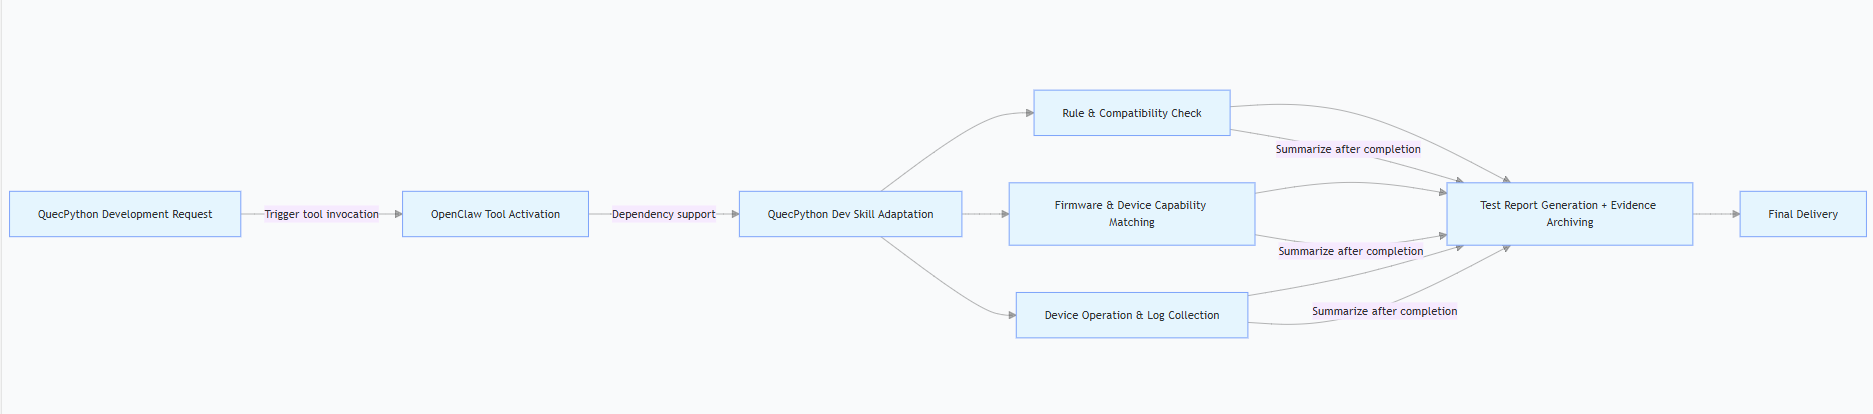 QuecPython Development Request
Trigger tool invocation
OpenClaw Tool Activation
Dependency support
QuecPython Dev Skill Adaptation
Rule & Compatibility Check
Summarize after completion
Firmware & Device Capability
Matching
Summarize after completion
Device Operation & Log Collection
Summarize after completion
Test Report Generation + Evidence
Archiving
Final Delivery